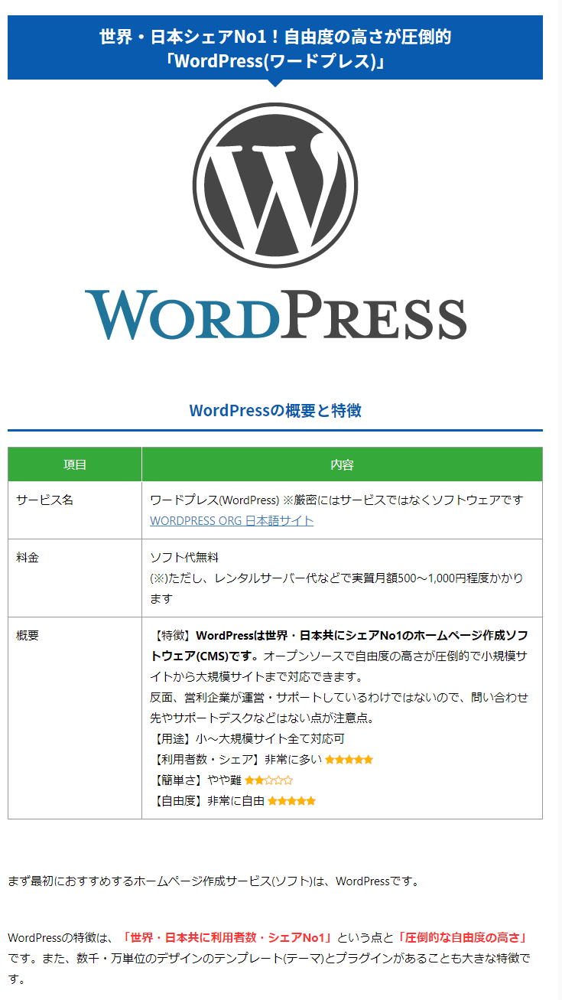 世界・日本シェアNo1！自由度の高さが圧倒的
「WordPress(ワードプレス)」
W
WORDPRESS
WordPressの概要と特徴
項目
内容
サービス名
ワードプレス(WordPress) ※厳密にはサービスではなくソフトウェアです
WORDPRESS ORG 日本語サイト
料金
ソフト代無料
(※)ただし、レンタルサーバー代などで実質月額500〜1,000円程度かかり
ます
概要
【特徴】WordPressは世界・日本共にシェアNo1のホームページ作成ソフ
トウェア(CMS)です。オープンソースで自由度の高さが圧倒的で小規模サ
イトから大規模サイトまで対応できます。
反面、営利企業が運営・サポートしているわけではないので、問い合わせ
先やサポートデスクなどはない点が注意点。
【用途】小〜大規模サイト全て対応可
【利用者数・シェア】非常に多い ★★★★★
【簡単さ】やや難 ★★☆☆☆
【自由度】非常に自由 ★★★★★
まず最初におすすめするホームページ作成サービス(ソフト)は、WordPressです。
WordPressの特徴は、「世界・日本共に利用者数・シェアNo1」という点と「圧倒的な自由度の高さ」
です。また、数千・万単位のデザインのテンプレート(テーマ)とプラグインがあることも大きな特徴で
す。